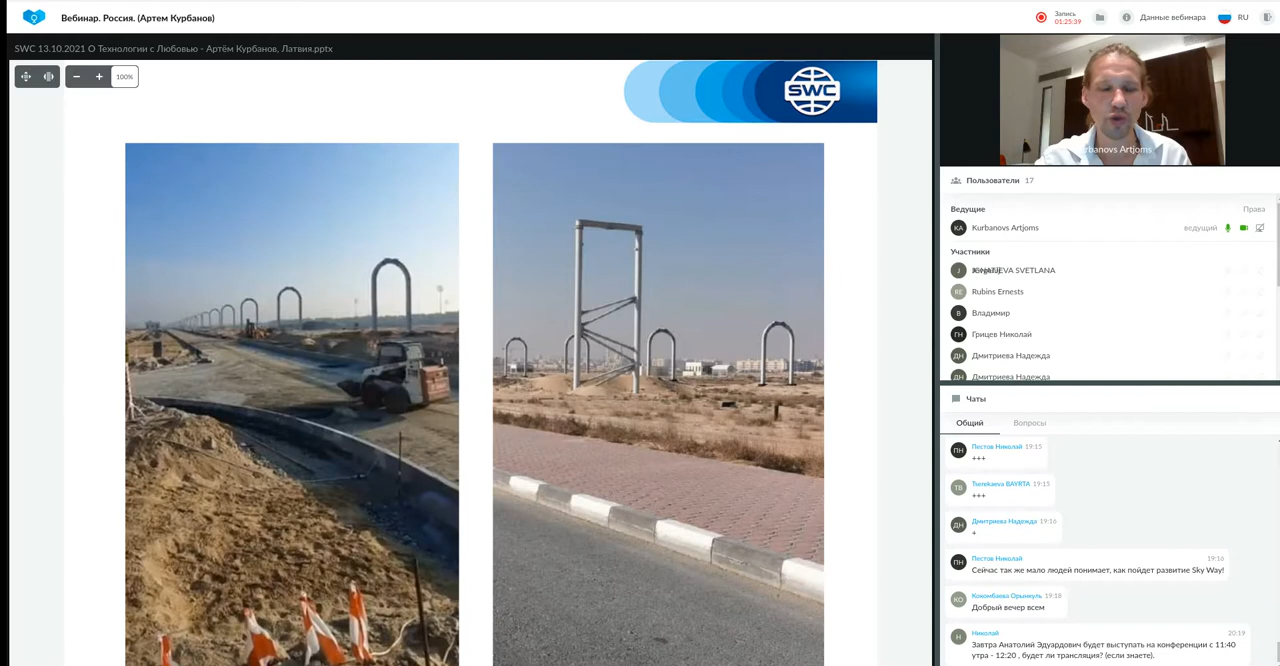 Вебинар. Россия. (Артем Курбанов)
Запись
01:25:39
Данные вебинара
RU
SWC 13.10.2021 О Технологии с Любовью - Артём Курбанов, Латвия.pptx
100%
SWC
Kurbanovs Artjoms
Пользователи 17
Ведущие
Права
KA Kurbanovs Artjoms
ведущий
Участники
SVETLANA
RE Rubins Ernests
В Владимир
ГН Грицев Николай
ДН Дмитриева Надежда
ДН Дмитриева Надежда
Чаты
Общий
Вопросы
ПН Пестов Николай 19:15
+++
TB Tserekaeva BAYRTA 19:15
+++
ДН Дмитриева Надежда 19:16
+
ПН Пестов Николай 19:16
Сейчас так же мало людей понимает, как пойдет развитие Sky Way!
КО Кокомбаева Орынкуль 19:18
Добрый вечер всем
Н Николай 20:19
Завтра Анатолий Эдуардович будет выступать на конференции с 11:40
утра - 12:20 , будет ли трансляция? (если знаете).